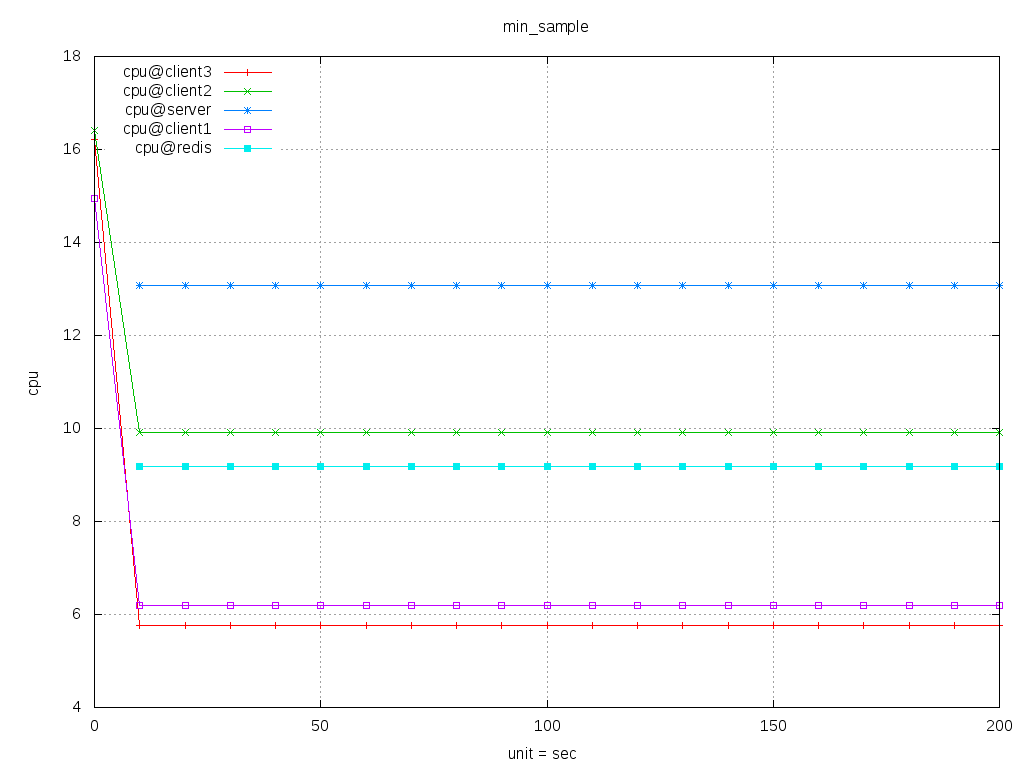 min_sample
18
16
14
12
10
8
6
4
cpu
cpu@client3
cpu@client2
cpu@server
cpu@client1
cpu@redis
0 50 100 150 200
unit = sec